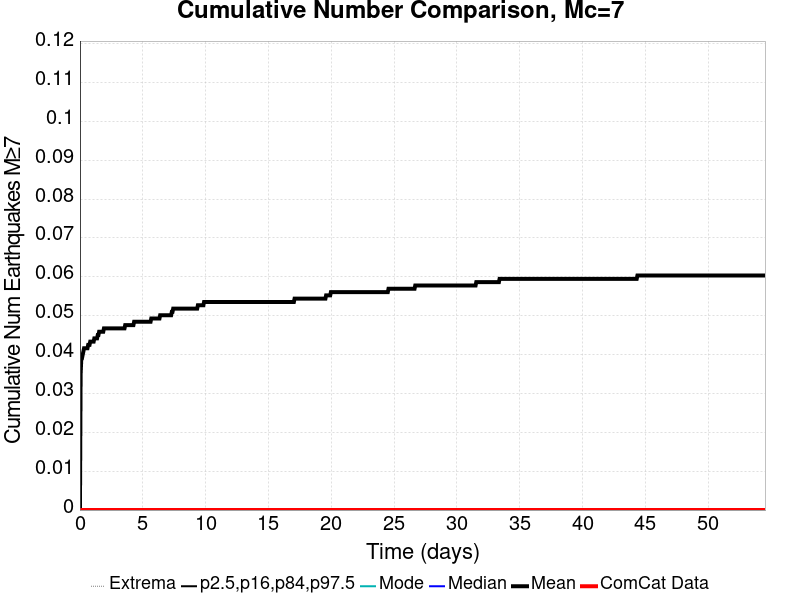 Cumulative Number Comparison, Mc=7
Cumulative Num Earthquakes M≥7
0.12
0.11
0.1
0.09
0.08
0.07
0.06
0.05
0.04
0.03
0.02
0.01
0
0 5 10 15 20 25 30 35 40 45 50
Time (days)
Extrema p2.5,p16,p84,p97.5 Mode Median Mean ComCat Data